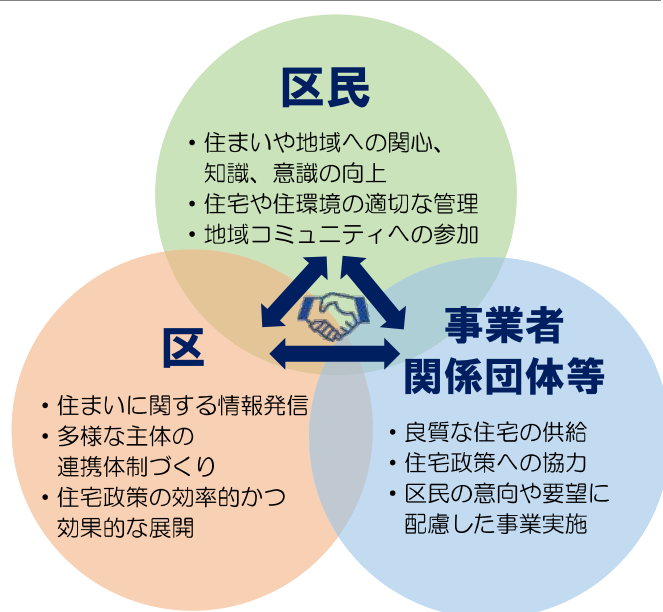 区民
・住まいや地域への関心、
知識、意識の向上
・住宅や住環境の適切な管理
・地域コミュニティへの参加
区
・住まいに関する情報発信
・多様な主体の
連携体制づくり
・住宅政策の効率的かつ
効果的な展開
事業者
関係団体等
・良質な住宅の供給
・住宅政策への協力
・区民の意向や要望に
配慮した事業実施